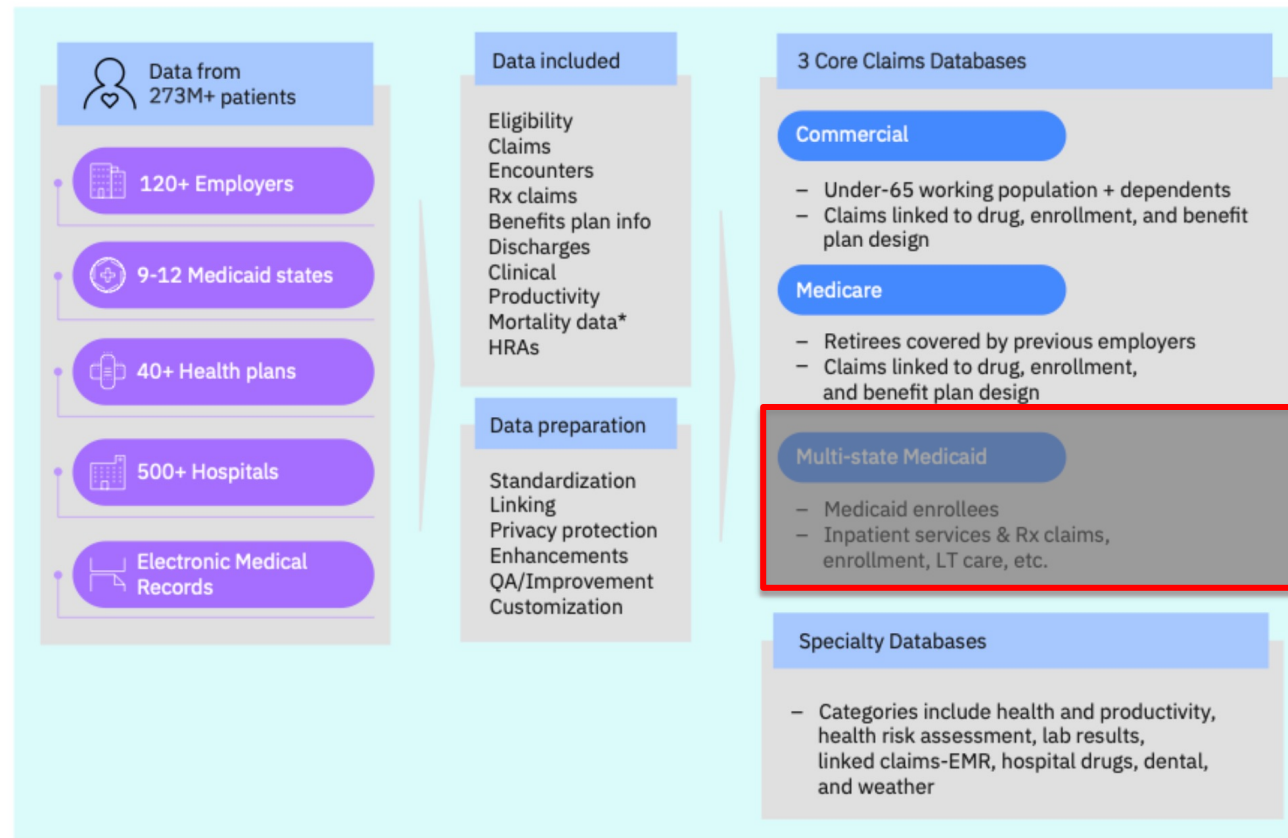 Data from
273M+ patients
120+ Employers
9-12 Medicaid states
40+ Health plans
500+ Hospitals
Electronic Medical
Records
Data included
Eligibility
Claims
Encounters
Rx claims
Benefits plan info
Discharges
Clinical
Productivity
Mortality data*
HRAs
Data preparation
Standardization
Linking
Privacy protection
Enhancements
QA/Improvement
Customization
3 Core Claims Databases
Commercial
– Under-65 working population + dependents
– Claims linked to drug, enrollment, and benefit
plan design
Medicare
– Retirees covered by previous employers
– Claims linked to drug, enrollment,
and benefit plan design
Multi-state Medicaid
– Medicaid enrollees
– Inpatient services & Rx claims,
enrollment, LT care, etc.
Specialty Databases
– Categories include health and productivity,
health risk assessment, lab results,
linked claims-EMR, hospital drugs, dental,
and weather